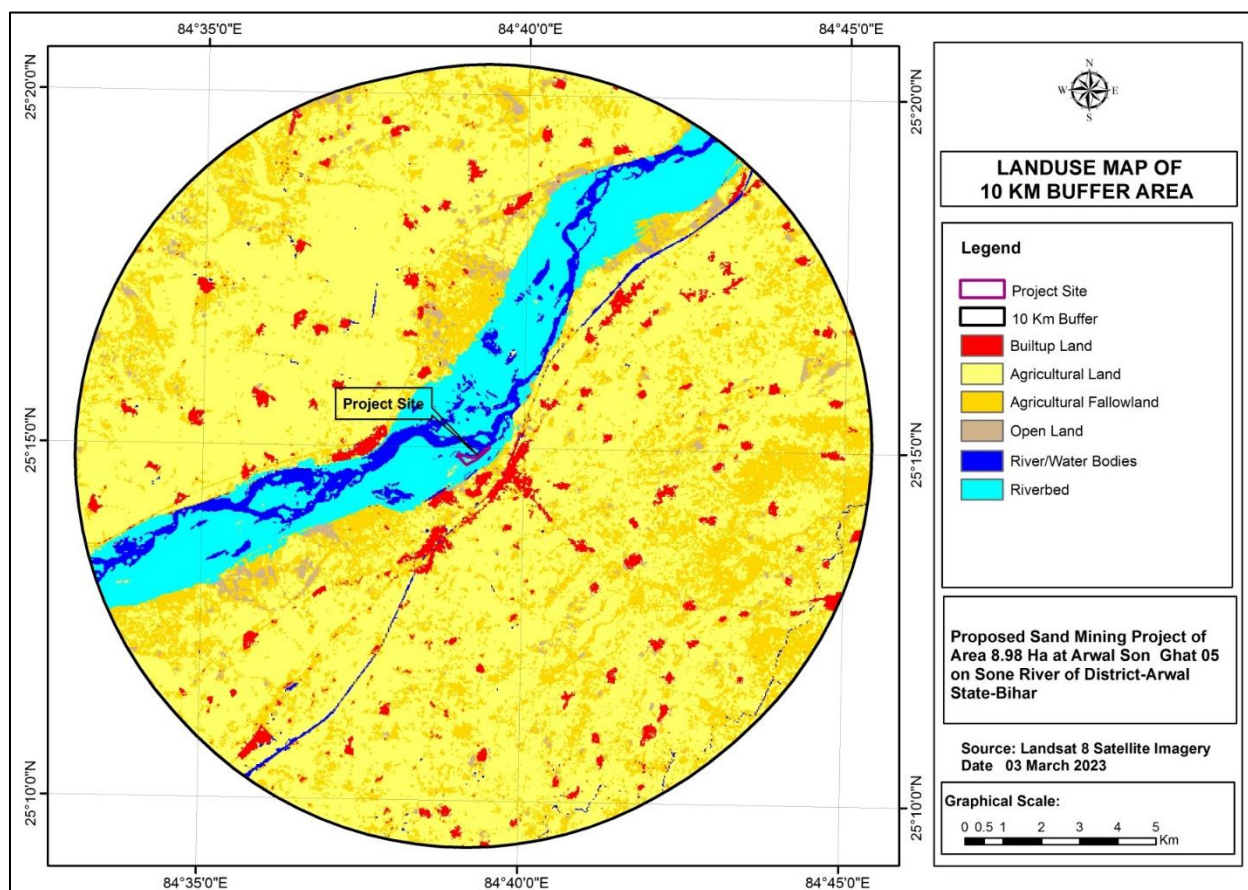 84°35'0"E 84°40'0"E 84°45'0"E
25°20'0"N 25°20'0"N
25°15'0"N 25°15'0"N
25°10'0"N 25°10'0"N
84°35'0"E 84°40'0"E 84°45'0"E
Project Site
N
W E
S
LANDUSE MAP OF
10 KM BUFFER AREA
Legend
Project Site
10 Km Buffer
Builtup Land
Agricultural Land
Agricultural Fallowland
Open Land
River/Water Bodies
Riverbed
Proposed Sand Mining Project of
Area 8.98 Ha at Arwal Son Ghat 05
on Sone River of District-Arwal
State-Bihar
Source: Landsat 8 Satellite Imagery
Date 03 March 2023
Graphical Scale:
0 0.5 1 2 3 4 5
Km